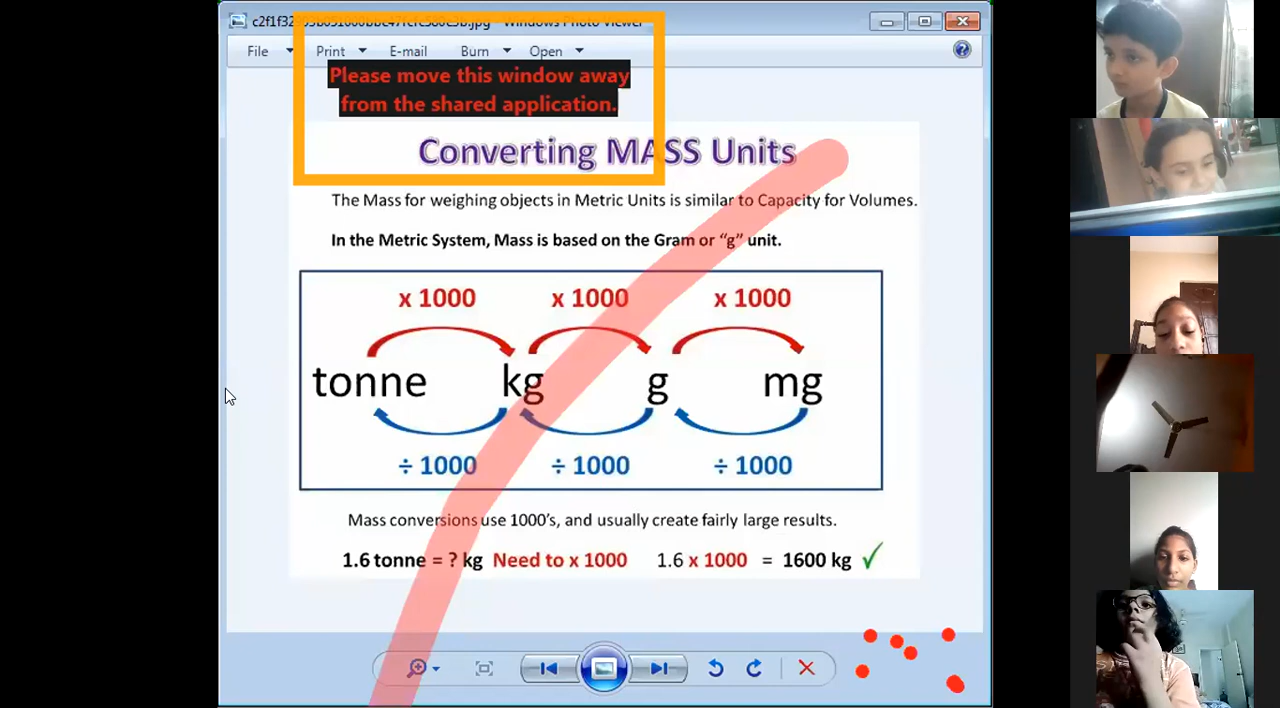 Windows Photo Viewer
File Print E-mail Burn Open
Please move this window away
from the shared application.
Converting MASS Units
The Mass for weighing objects in Metric Units is similar to Capacity for Volumes.
In the Metric System, Mass is based on the Gram or “g” unit.
x 1000 x 1000 x 1000
tonne kg g mg
÷ 1000 ÷ 1000 ÷ 1000
Mass conversions use 1000’s, and usually create fairly large results.
1.6 tonne = ? kg Need to x 1000 1.6 x 1000 = 1600 kg ✓